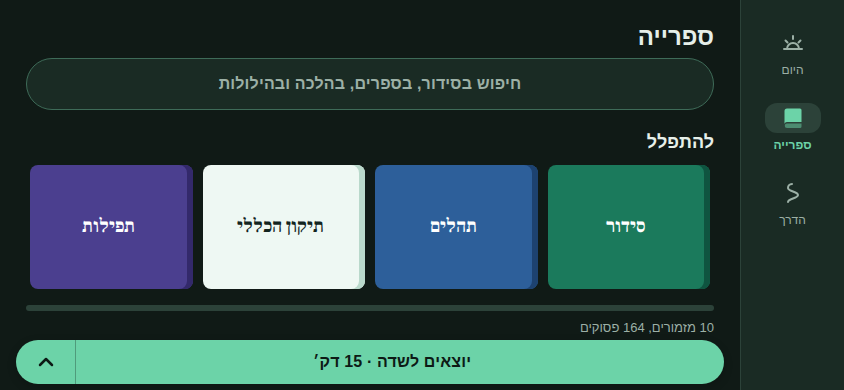 ספרייה
חיפוש בסידור, בספרים, בהלכה ובהילולות
להתפלל
סידור
תהלים
תיקון הכללי
תפילות
10 מזמורים, 164 פסוקים
יוצאים לשדה · 15 דק׳
היום
ספרייה
הדרך